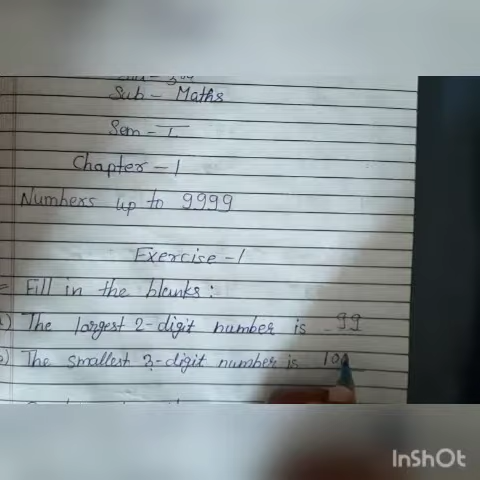 Sub - Maths
Sem - I
Chapter - 1
Numbers up to 9999
Exercise - 1
Fill in the blanks :
The largest 2-digit number is 99
The smallest 3-digit number is 100
InShOt